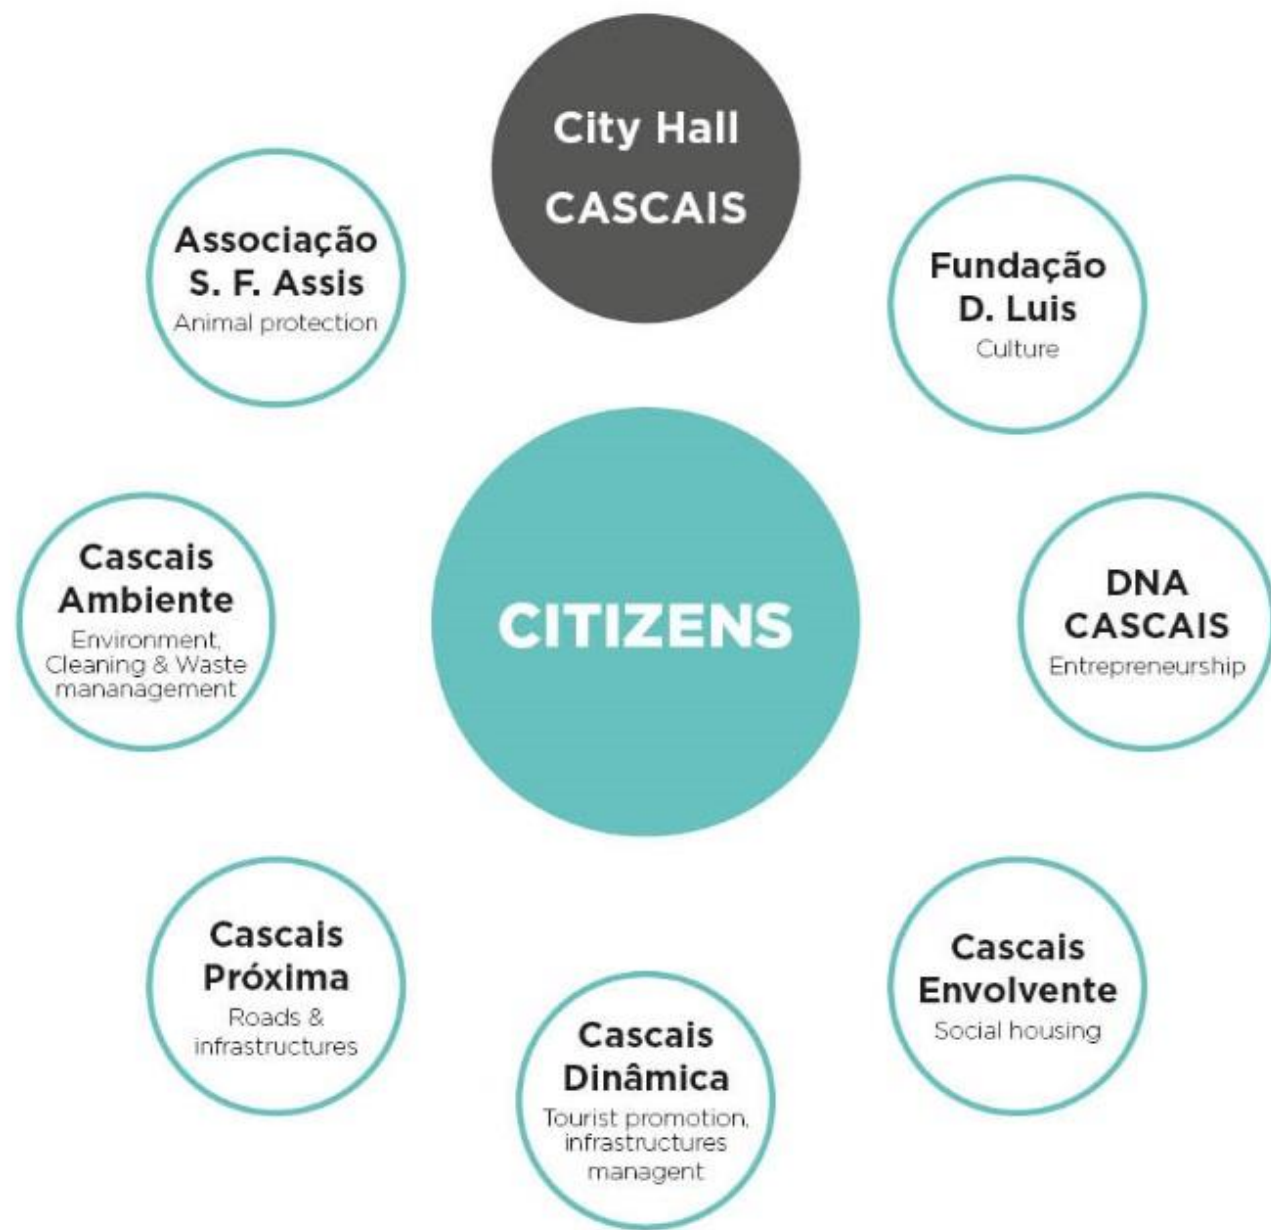 City Hall
CASCAIS
Associação
S. F. Assis
Animal protection
Fundação
D. Luis
Culture
Cascais
Ambiente
Environment,
Cleaning & Waste
mananagement
CITIZENS
DNA
CASCAIS
Entrepreneurship
Cascais
Próxima
Roads &
infrastructures
Cascais
Dinâmica
Tourist promotion,
infrastructures
managent
Cascais
Envolvente
Social housing